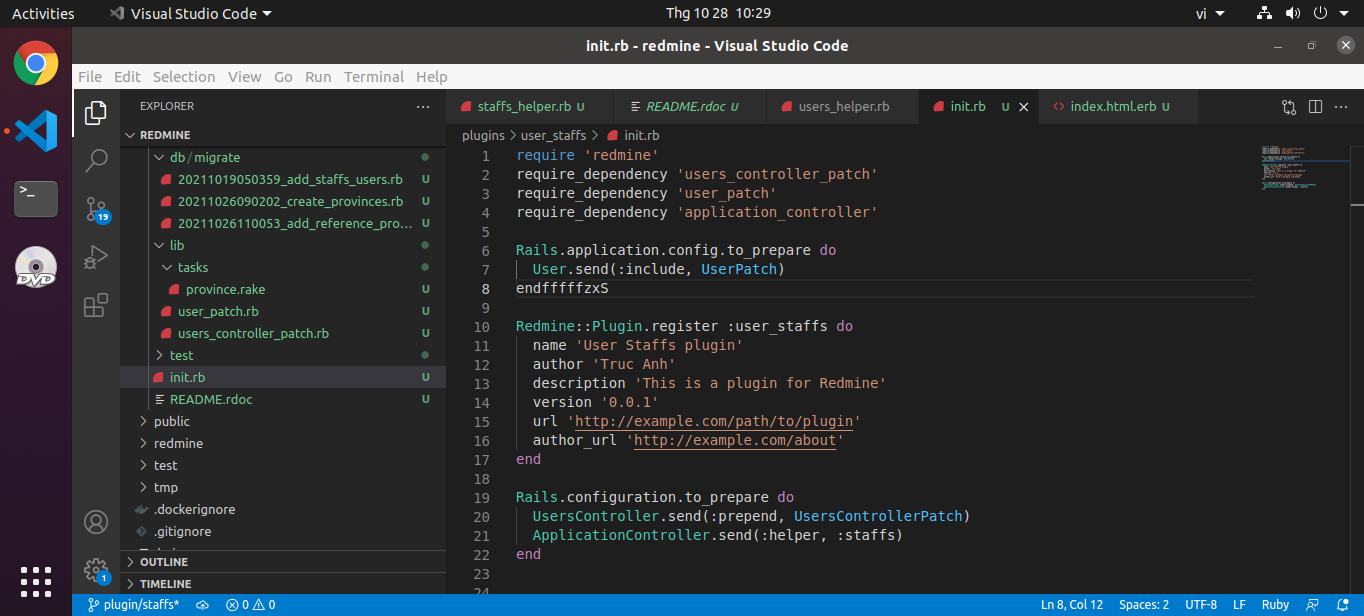 Activities
Visual Studio Code
Thg 10 28 10:29
vi
init.rb - redmine - Visual Studio Code
File Edit Selection View Go Run Terminal Help
EXPLORER
REDMINE
db/migrate
20211019050359_add_staffs_users.rb U
20211026090202_create_provinces.rb U
20211026110053_add_reference_pro... U
lib
tasks
province.rake U
user_patch.rb U
users_controller_patch.rb U
test
init.rb U
README.rdoc U
public
redmine
test
tmp
.dockerignore
.gitignore
OUTLINE
TIMELINE
19
1
>_
DVD
staffs_helper.rb U
README.rdoc U
users_helper.rb
init.rb U
index.html.erb U
plugins > user_staffs > init.rb
1 require 'redmine'
2 require_dependency 'users_controller_patch'
3 require_dependency 'user_patch'
4 require_dependency 'application_controller'
5
6 Rails.application.config.to_prepare do
7 User.send(:include, UserPatch)
8 endfffffzxS
9
10 Redmine::Plugin.register :user_staffs do
11 name 'User Staffs plugin'
12 author 'Truc Anh'
13 description 'This is a plugin for Redmine'
14 version '0.0.1'
15 url 'http://example.com/path/to/plugin'
16 author_url 'http://example.com/about'
17 end
18
19 Rails.configuration.to_prepare do
20 UsersController.send(:prepend, UsersControllerPatch)
21 ApplicationController.send(:helper, :staffs)
22 end
23
24
plugin/staffs*
0 0
Ln 8, Col 12
Spaces: 2
UTF-8
LF
Ruby